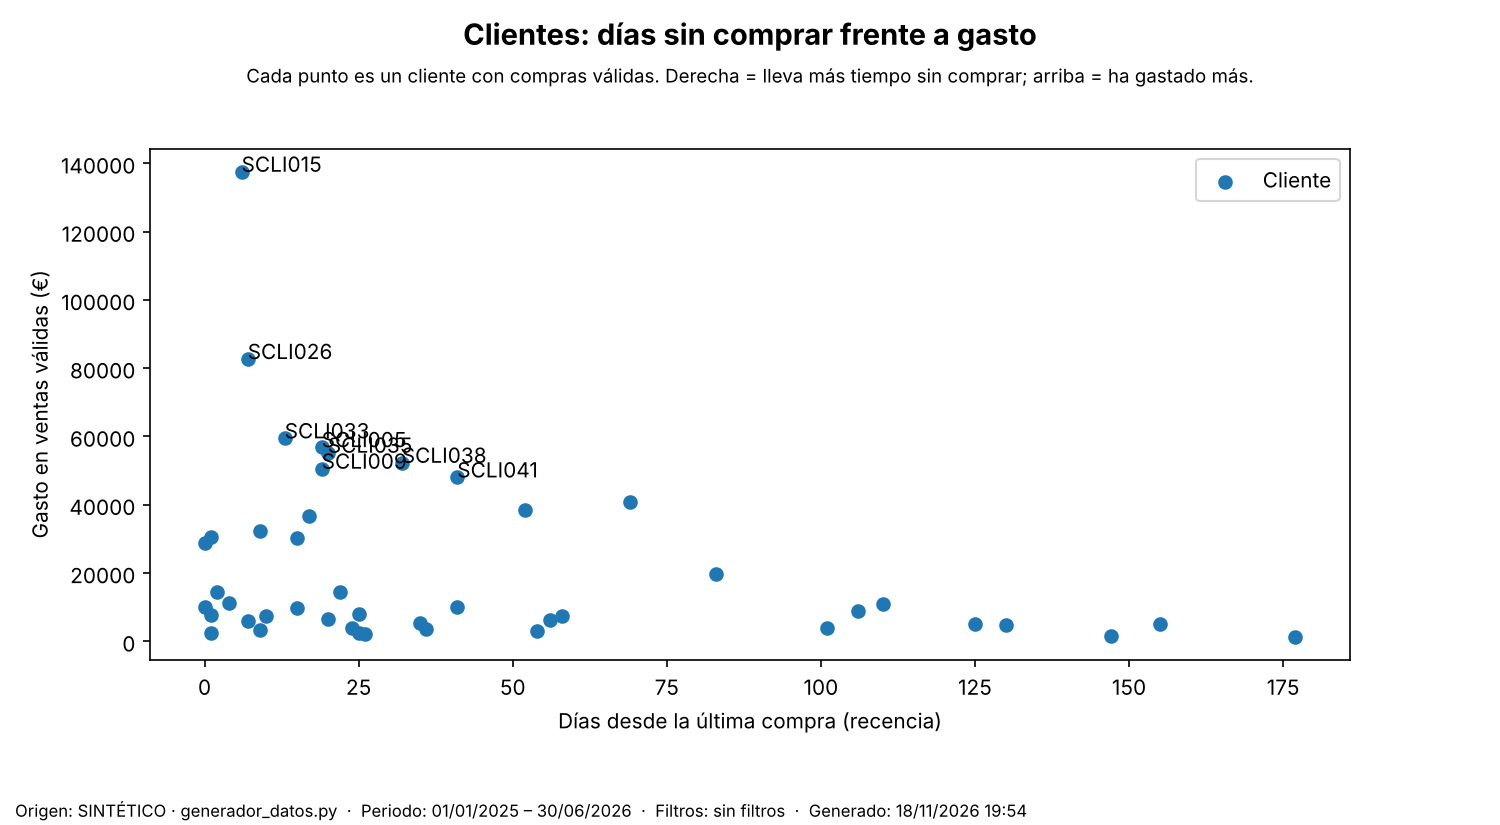 Clientes: días sin comprar frente a gasto
Cada punto es un cliente con compras válidas. Derecha = lleva más tiempo sin comprar; arriba = ha gastado más.
Cliente
Gasto en ventas válidas (€)
140000
120000
100000
80000
60000
40000
20000
0
SCLI015
SCLI026
SCLI033
SCLI005
SCLI035
SCLI038
SCLI041
0 25 50 75 100 125 150 175
Días desde la última compra (recencia)
Origen: SINTÉTICO · generador_datos.py · Periodo: 01/01/2025 – 30/06/2026 · Filtros: sin filtros · Generado: 18/11/2026 19:54